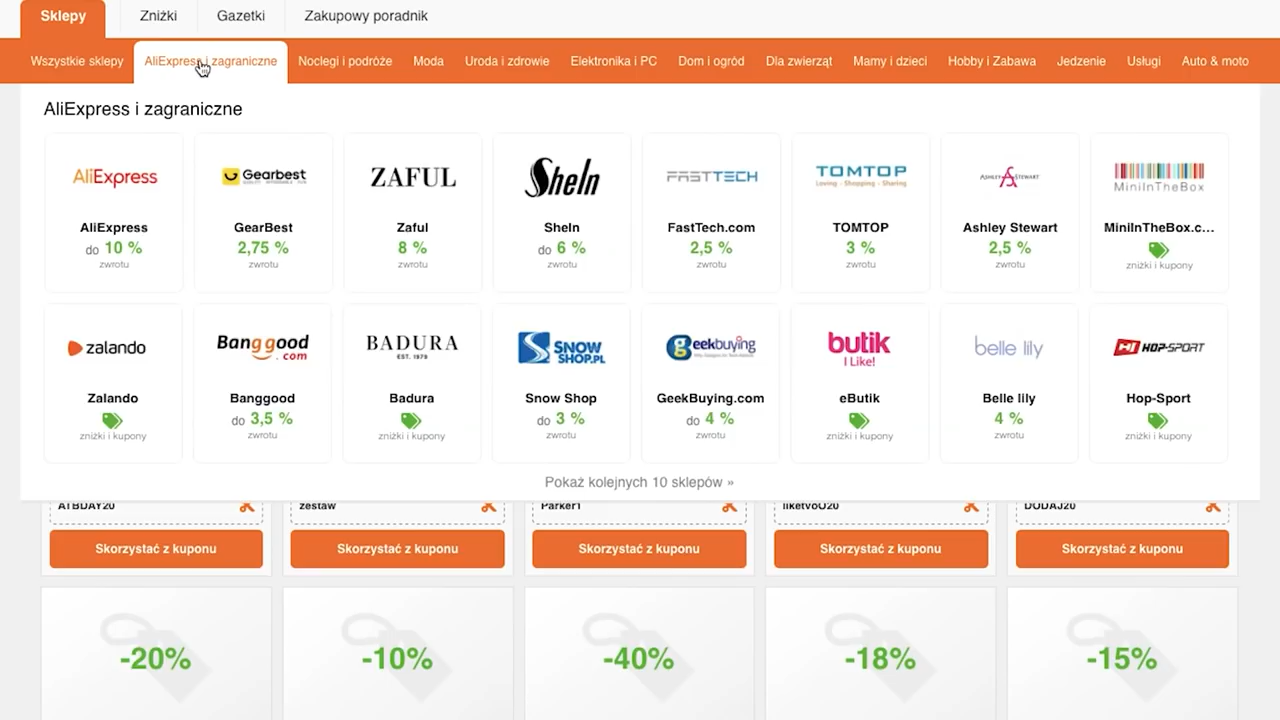 Sklepy Zniżki Gazetki Zakupowy poradnik
Wszystkie sklepy AliExpress i zagraniczne Noclegi i podróże Moda Uroda i zdrowie Elektronika i PC Dom i ogród Dla zwierząt Mamy i dzieci Hobby i Zabawa Jedzenie Usługi Auto & moto
AliExpress i zagraniczne
AliExpress Gearbest ZAFUL SheIn FASTTECH TOMTOP ASHLEY STEWART MiniInTheBox
Loving - Shopping - Sharing
AliExpress GearBest Zaful SheIn FastTech.com TOMTOP Ashley Stewart MiniInTheBox.c...
do 10 % 2,75 % 8 % do 6 % 2,5 % 3 % 2,5 %
zwrotu zwrotu zwrotu zwrotu zwrotu zwrotu zwrotu zniżki i kupony
zalando Banggood .com BADURA EST. 1978 SNOW SHOP.PL geekbuying butik I Like! belle lily HOP-SPORT
Zalando Banggood Badura Snow Shop GeekBuying.com eButik Belle lily Hop-Sport
do 3,5 % do 3 % do 4 % 4 %
zniżki i kupony zwrotu zniżki i kupony zwrotu zwrotu zniżki i kupony zwrotu zniżki i kupony
Pokaż kolejnych 10 sklepów »
ATBDAY20 zestaw Parker1 liketvoU20 DODAJ20
Skorzystać z kuponu Skorzystać z kuponu Skorzystać z kuponu Skorzystać z kuponu Skorzystać z kuponu
-20% -10% -40% -18% -15%